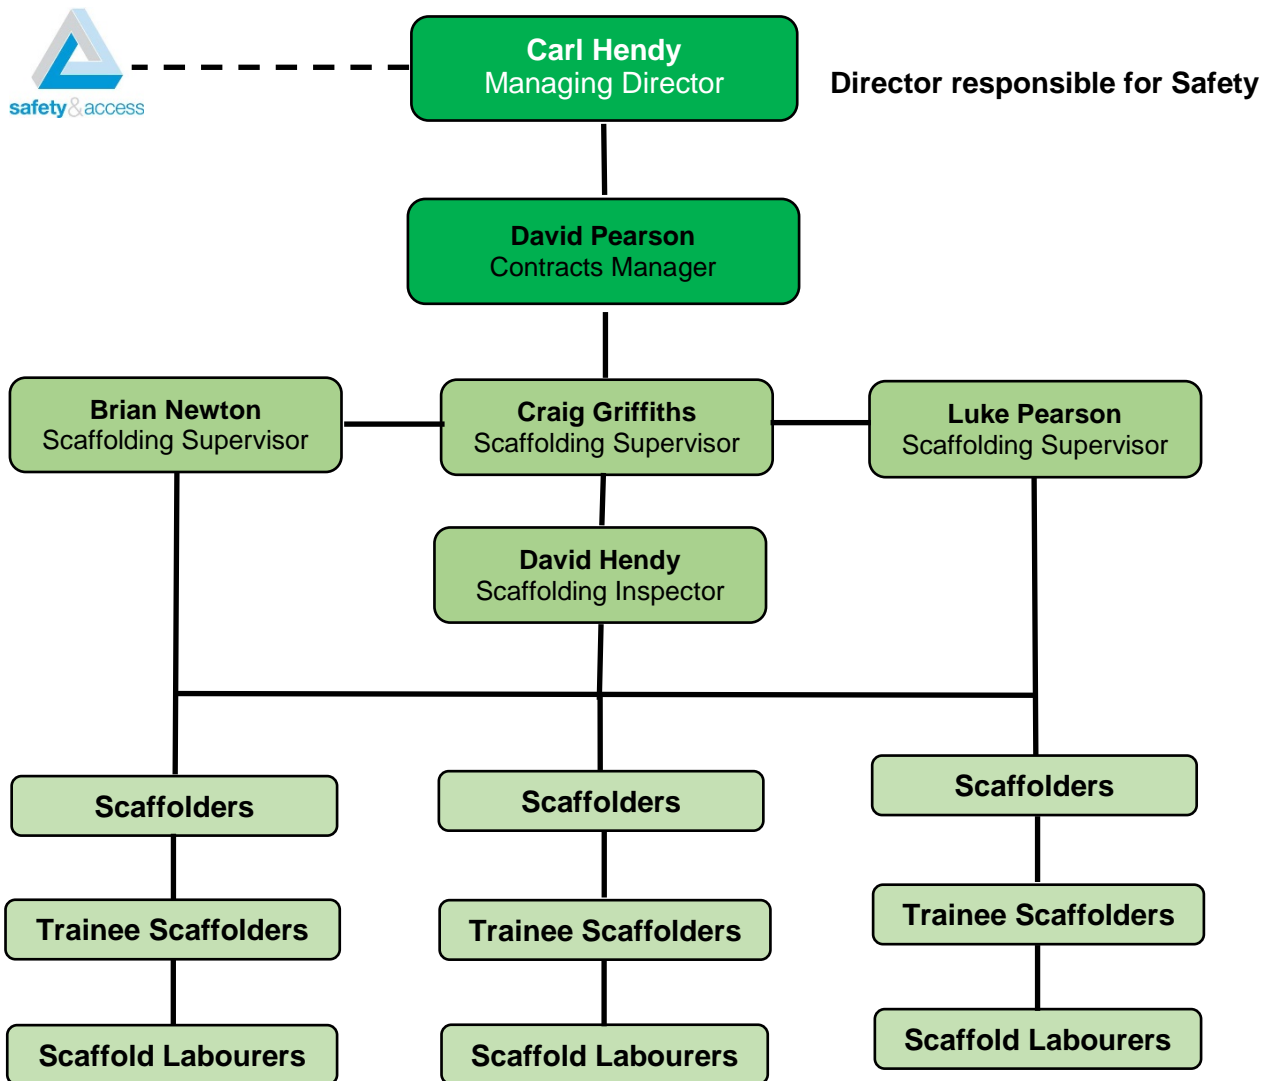 safety&access
Carl Hendy
Managing Director
Director responsible for Safety
David Pearson
Contracts Manager
Brian Newton
Scaffolding Supervisor
Craig Griffiths
Scaffolding Supervisor
Luke Pearson
Scaffolding Supervisor
David Hendy
Scaffolding Inspector
Scaffolders
Scaffolders
Scaffolders
Trainee Scaffolders
Trainee Scaffolders
Trainee Scaffolders
Scaffold Labourers
Scaffold Labourers
Scaffold Labourers